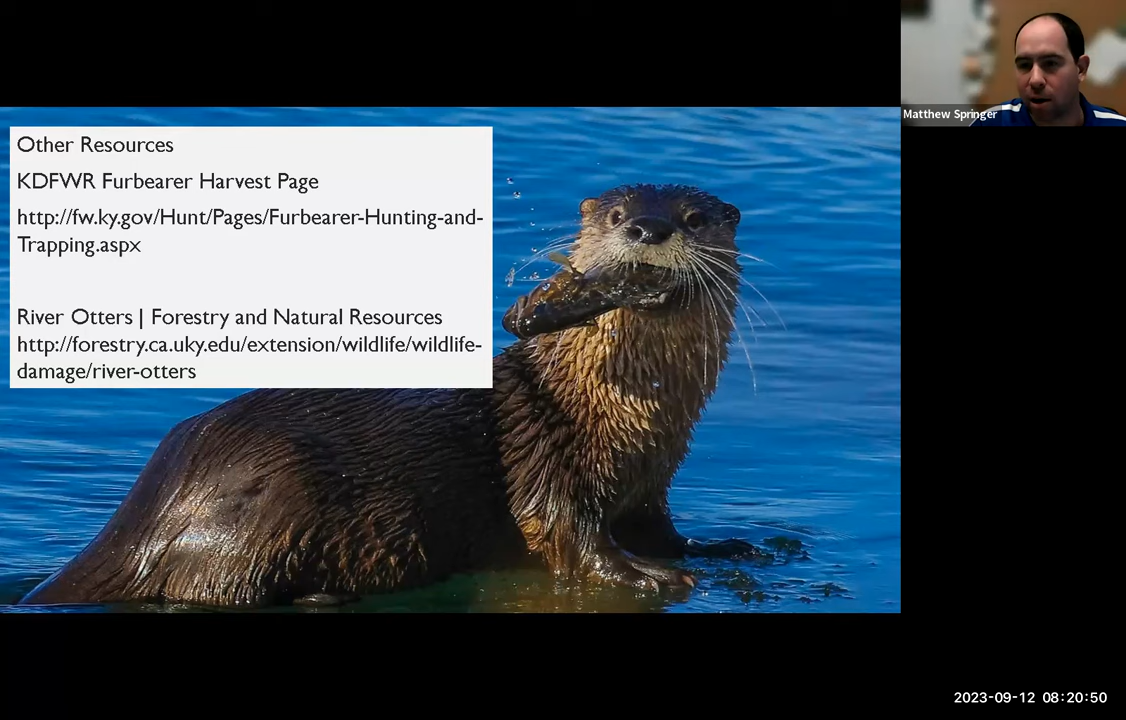 Other Resources
KDFWR Furbearer Harvest Page
http://fw.ky.gov/Hunt/Pages/Furbearer-Hunting-and-
Trapping.aspx
River Otters | Forestry and Natural Resources
http://forestry.ca.uky.edu/extension/wildlife/wildlife-
damage/river-otters
Matthew Springer
2023-09-12 08:20:50